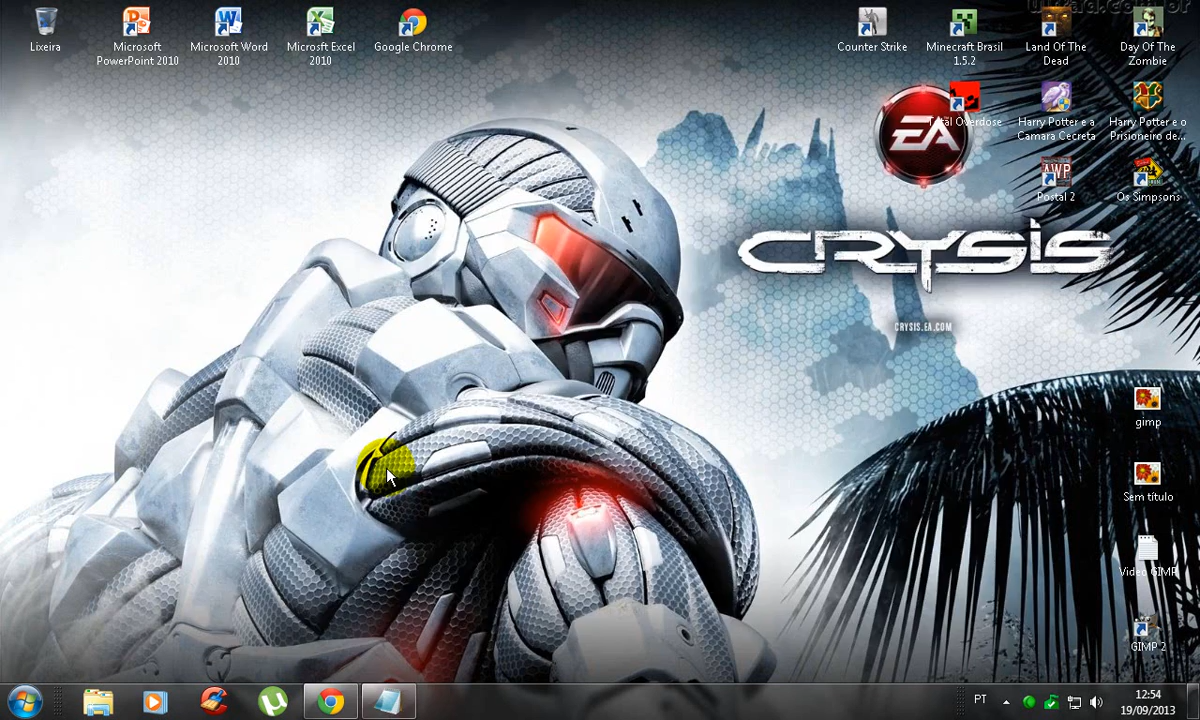 Lixeira
Microsoft
PowerPoint 2010
Microsoft Word
2010
Microsft Excel
2010
Google Chrome
Counter Strike
Minecraft Brasil
1.5.2
Land Of The
Dead
Day Of The
Zombie
EA
Total Overdose
Harry Potter e a
Camara Cecreta
Harry Potter e o
Prisioneiro de...
AWP
Postal 2
Os Simpsons
CRYSIS
CRYSIS.EA.COM
gimp
Sem título
Video GIMP
GIMP 2
PT
12:54
19/09/2013